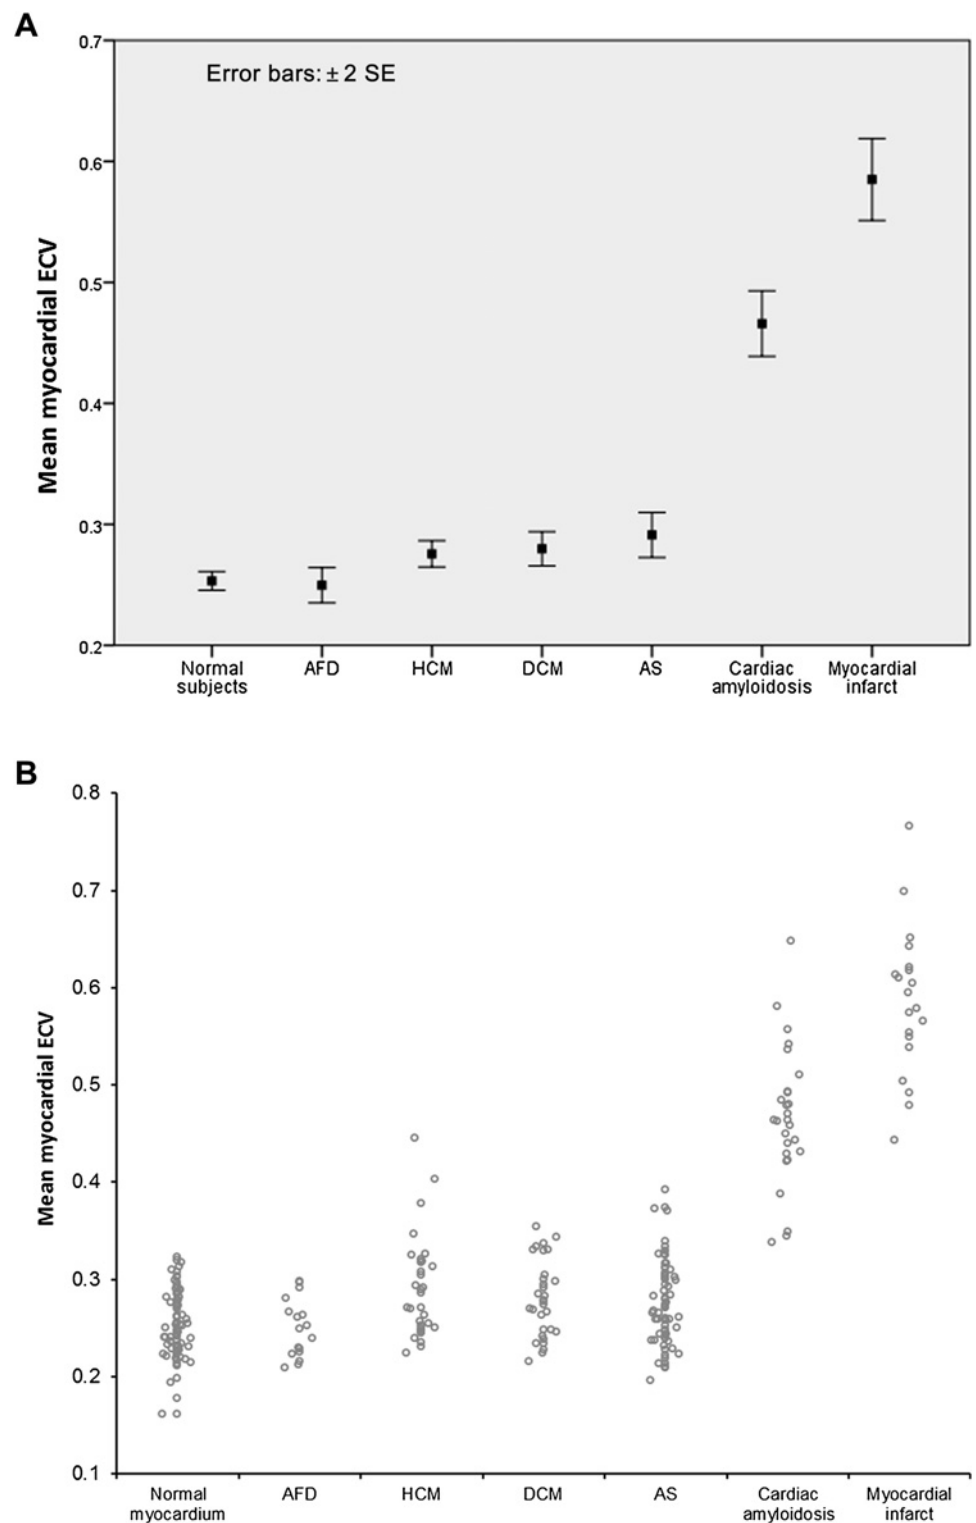 A
0.7
Error bars: ± 2 SE
0.6
0.5
0.4
0.3
0.2
Mean myocardial ECV
Normal subjects
AFD
HCM
DCM
AS
Cardiac amyloidosis
Myocardial infarct
B
0.8
0.7
0.6
0.5
0.4
0.3
0.2
0.1
Mean myocardial ECV
Normal myocardium
AFD
HCM
DCM
AS
Cardiac amyloidosis
Myocardial infarct